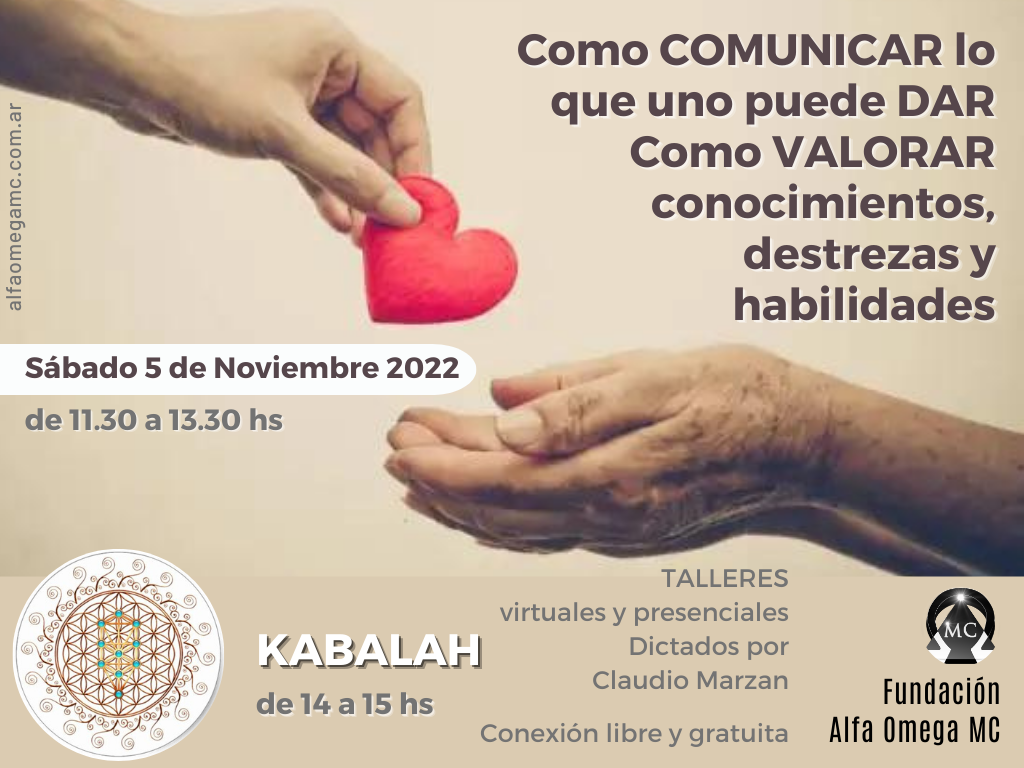 Como COMUNICAR lo
que uno puede DAR
Como VALORAR
conocimientos,
destrezas y
habilidades
alfaomegamc.com.ar
Sábado 5 de Noviembre 2022
de 11.30 a 13.30 hs
KABALAH
de 14 a 15 hs
TALLERES
virtuales y presenciales
Dictados por
Claudio Marzan
Conexión libre y gratuita
MC
Fundación
Alfa Omega MC